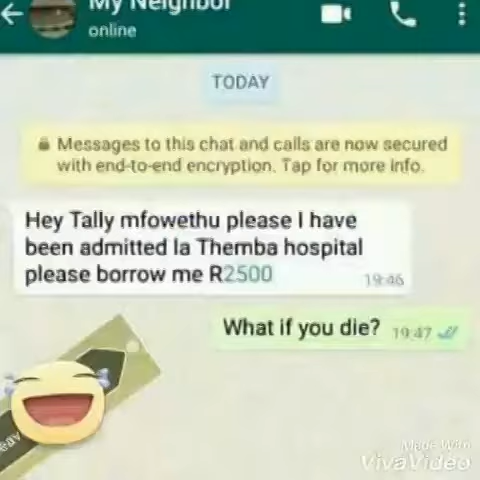 My Neighbor
online
TODAY
Messages to this chat and calls are now secured
with end-to-end encryption. Tap for more info.
Hey Tally mfowethu please I have
been admitted la Themba hospital
please borrow me R2500
19:46
What if you die? 19:47
Made With
VivaVideo